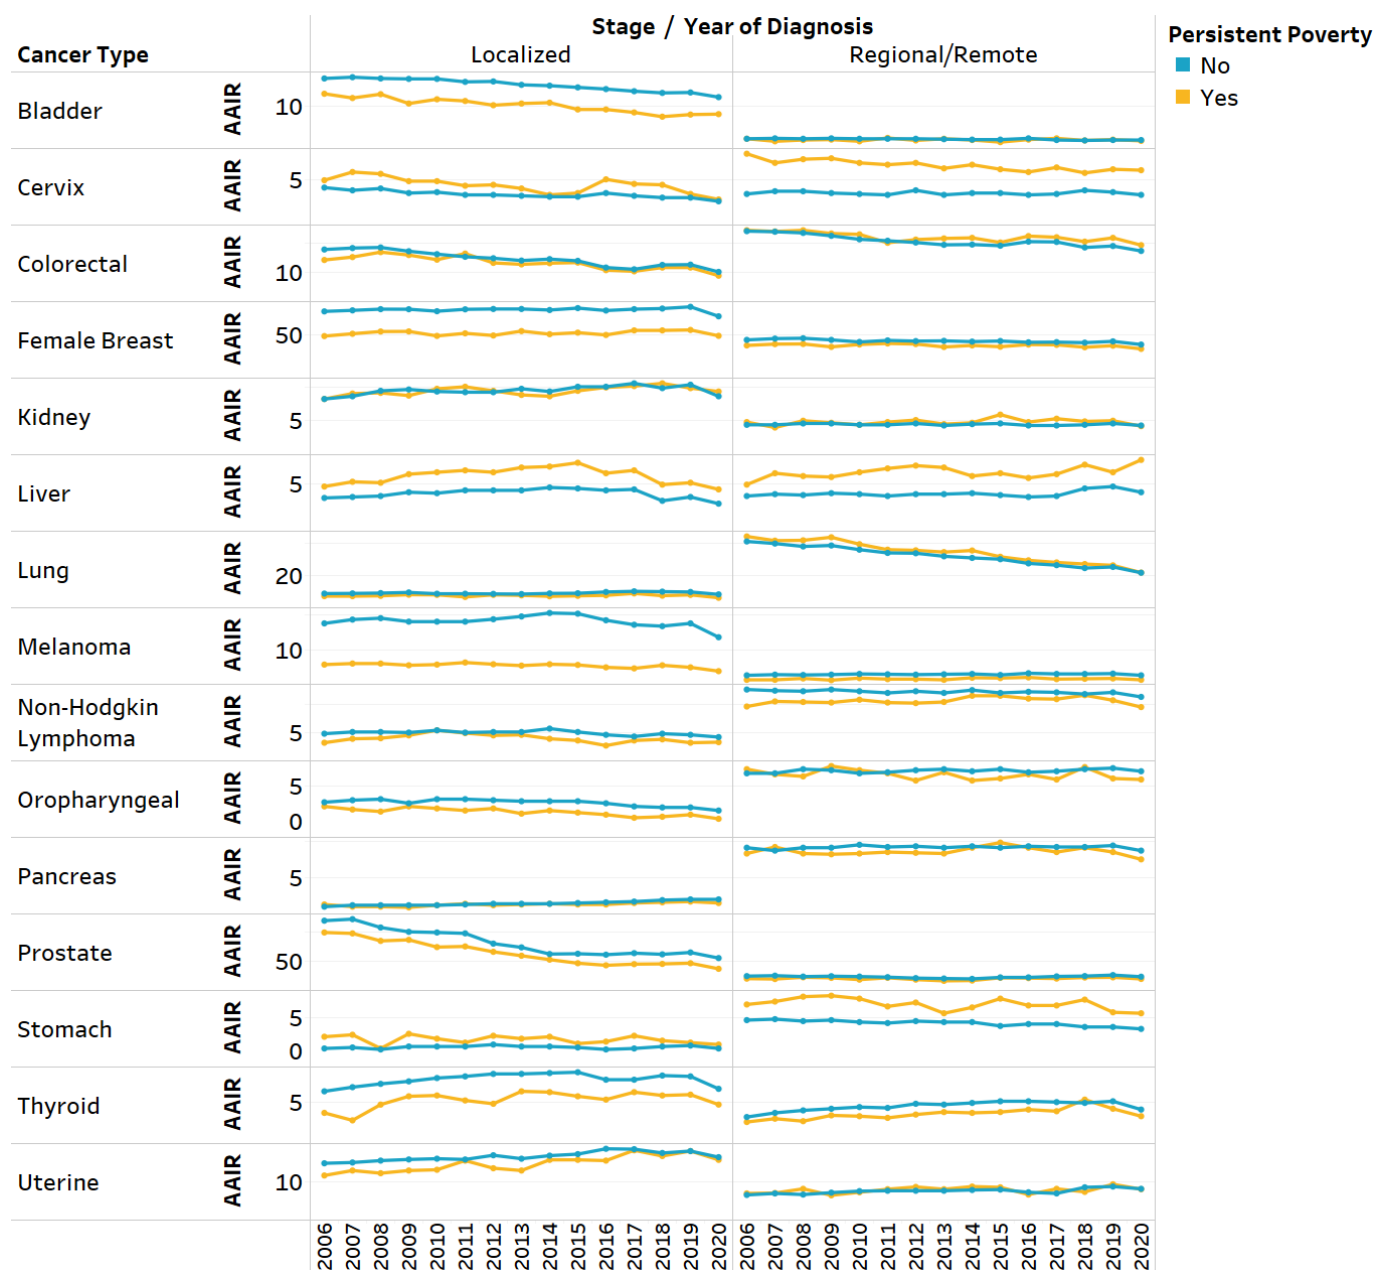 Stage / Year of Diagnosis
Cancer Type
Localized
Regional/Remote
Persistent Poverty
No
Yes
Bladder
AAIR
10
Cervix
AAIR
5
Colorectal
AAIR
10
Female Breast
AAIR
50
Kidney
AAIR
5
Liver
AAIR
5
Lung
AAIR
20
Melanoma
AAIR
10
Non-Hodgkin
Lymphoma
AAIR
5
Oropharyngeal
AAIR
5
0
Pancreas
AAIR
5
Prostate
AAIR
50
Stomach
AAIR
5
0
Thyroid
AAIR
5
Uterine
AAIR
10
2006 2007 2008 2009 2010 2011 2012 2013 2014 2015 2016 2017 2018 2019 2020
2006 2007 2008 2009 2010 2011 2012 2013 2014 2015 2016 2017 2018 2019 2020